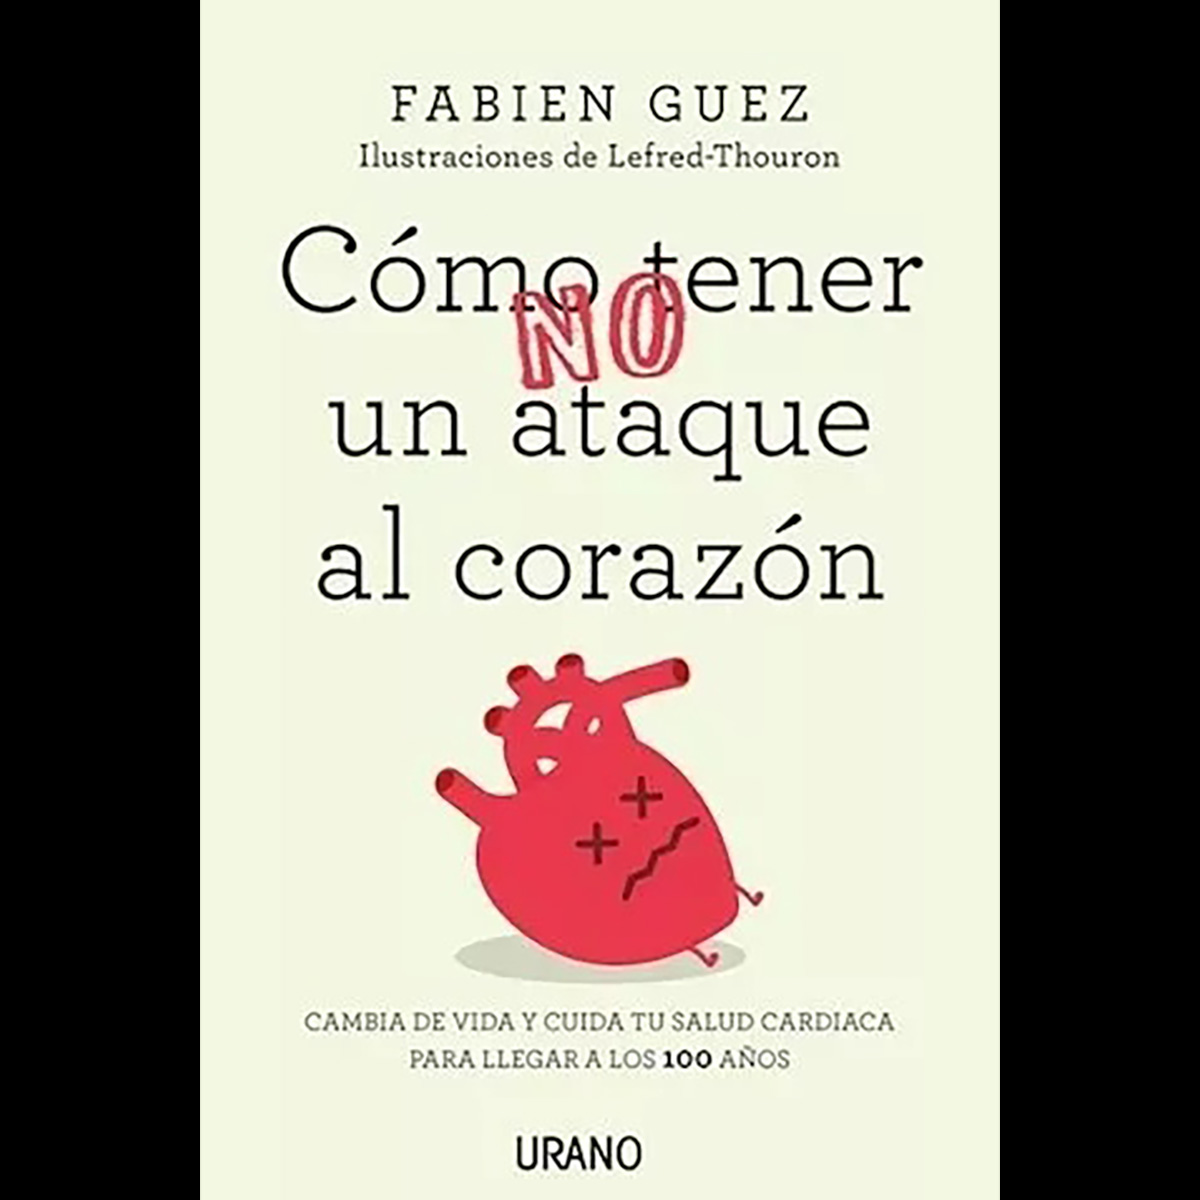 FABIEN GUEZ
Ilustraciones de Lefred-Thouron
Cómo tener
NO
un ataque
al corazón
CAMBIA DE VIDA Y CUIDA TU SALUD CARDIACA
PARA LLEGAR A LOS 100 AÑOS
URANO